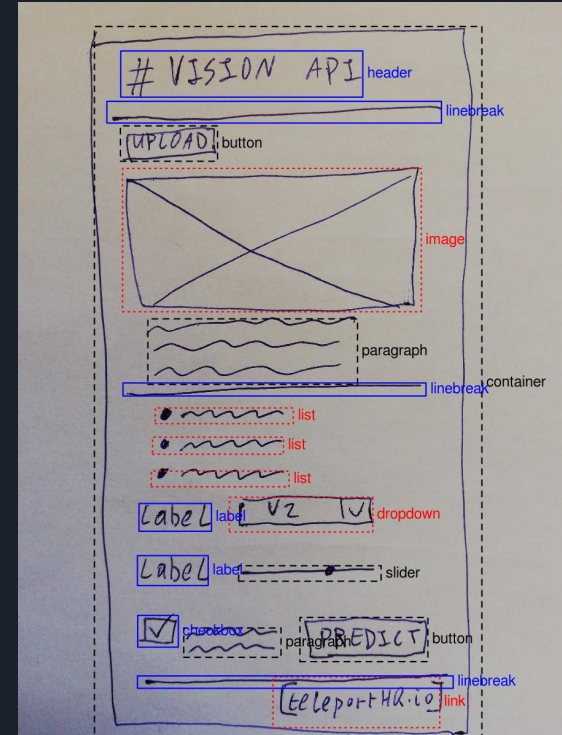 # VISION API header
linebreak
UPLOAD button
image
paragraph
container
linebreak
list
list
list
Label label V2 dropdown
Label label slider
checkbox paragraph PREDICT button
linebreak
teleportHQ.io link